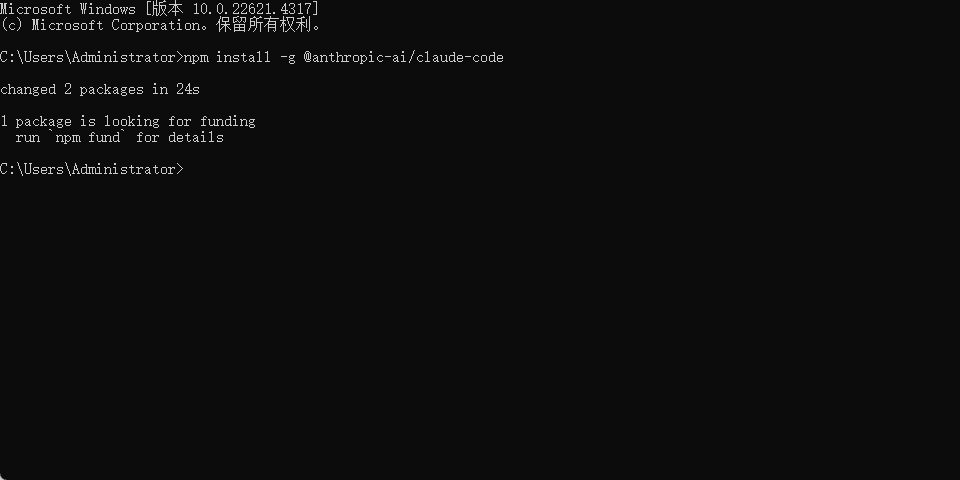 Microsoft Windows [版本 10.0.22621.4317]
(c) Microsoft Corporation。保留所有权利。
C:\Users\Administrator>npm install -g @anthropic-ai/claude-code
changed 2 packages in 24s
1 package is looking for funding
  run `npm fund` for details
C:\Users\Administrator>